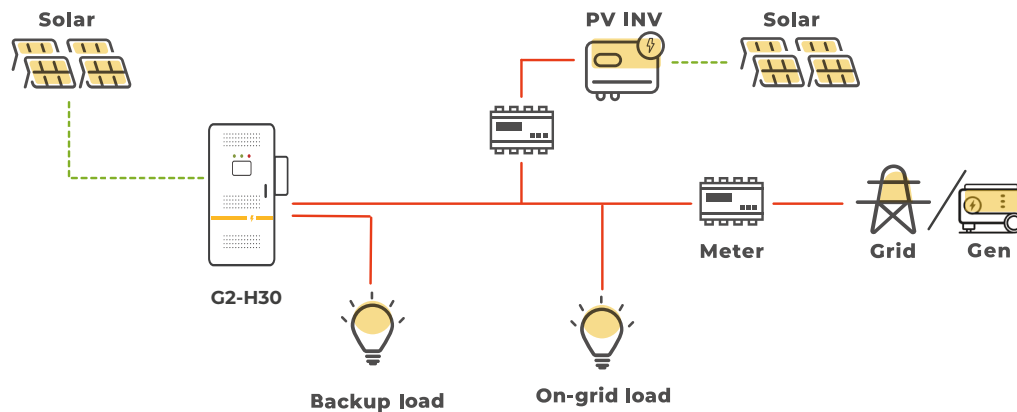 Solar
PV INV
Solar
G2-H30
Meter
Grid
Gen
Backup load
On-grid load